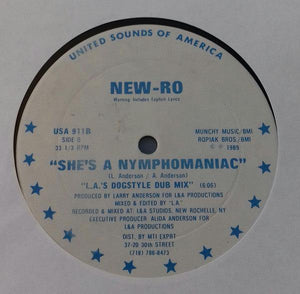 UNITED SOUNDS OF AMERICA
NEW-RO
Warning: Includes Explicit Lyrics
USA 911B
SIDE B
33 1/3 RPM
MUNCHY MUSIC/BMI
ROPIAK BROS/BMI
© 1989
"SHE'S A NYMPHOMANIAC"
(L. Anderson / A. Anderson)
"L.A.'S DOGSTYLE DUB MIX" (6:06)
PRODUCED BY LARRY ANDERSON FOR L&A PRODUCTIONS
MIXED & EDITED BY "L.A."
RECORDED & MIXED AT L&A STUDIOS, NEW ROCHELLE, NY
EXECUTIVE PRODUCER ALIDA ANDERSON FOR
L&A PRODUCTIONS
DIST. BY MTI EXPRT
37-20 30th STREET
(718) 786-8473